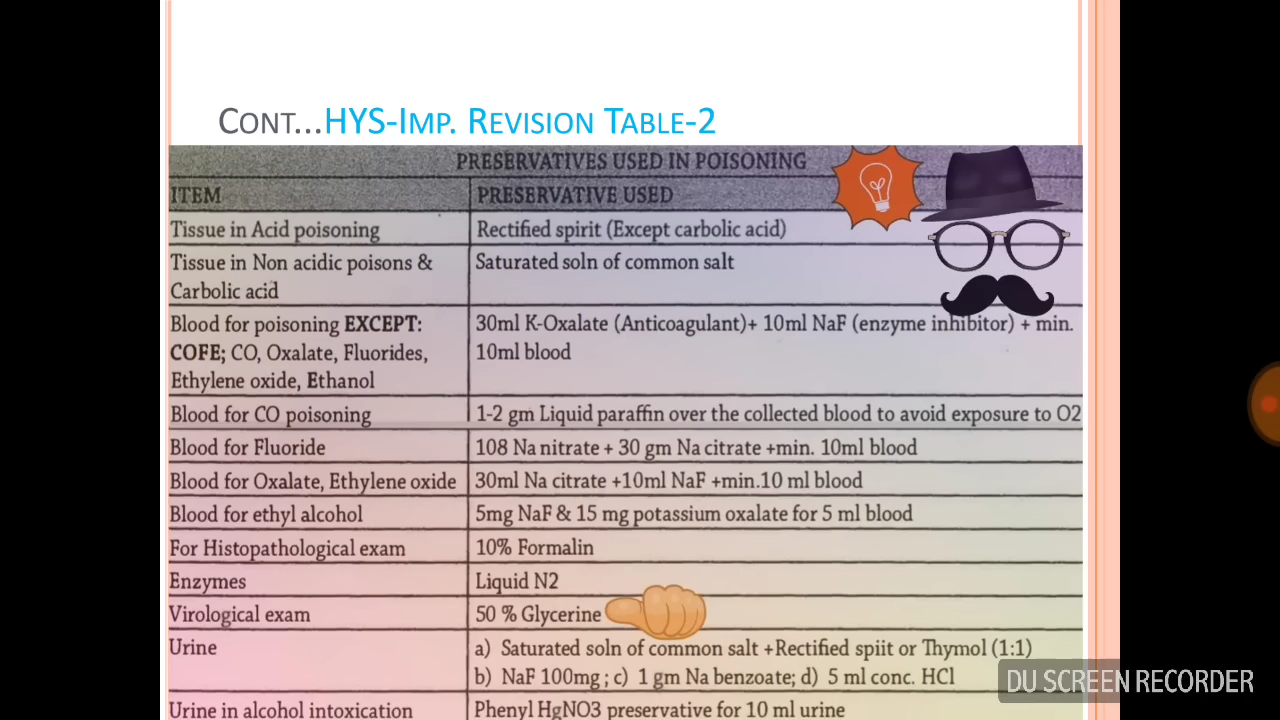 CONT...HYS-IMP. REVISION TABLE-2
PRESERVATIVES USED IN POISONING
ITEM PRESERVATIVE USED
Tissue in Acid poisoning Rectified spirit (Except carbolic acid)
Tissue in Non acidic poisons & Saturated soln of common salt
Carbolic acid
Blood for poisoning EXCEPT: 30ml K-Oxalate (Anticoagulant)+ 10ml NaF (enzyme inhibitor) + min.
COFE; CO, Oxalate, Fluorides, 10ml blood
Ethylene oxide, Ethanol
Blood for CO poisoning 1-2 gm Liquid paraffin over the collected blood to avoid exposure to O2
Blood for Fluoride 108 Na nitrate + 30 gm Na citrate +min. 10ml blood
Blood for Oxalate, Ethylene oxide 30ml Na citrate +10ml NaF +min.10 ml blood
Blood for ethyl alcohol 5mg NaF & 15 mg potassium oxalate for 5 ml blood
For Histopathological exam 10% Formalin
Enzymes Liquid N2
Virological exam 50 % Glycerine
Urine a) Saturated soln of common salt +Rectified spiit or Thymol (1:1)
b) NaF 100mg ; c) 1 gm Na benzoate; d) 5 ml conc. HCl
Urine in alcohol intoxication Phenyl HgNO3 preservative for 10 ml urine
DU SCREEN RECORDER